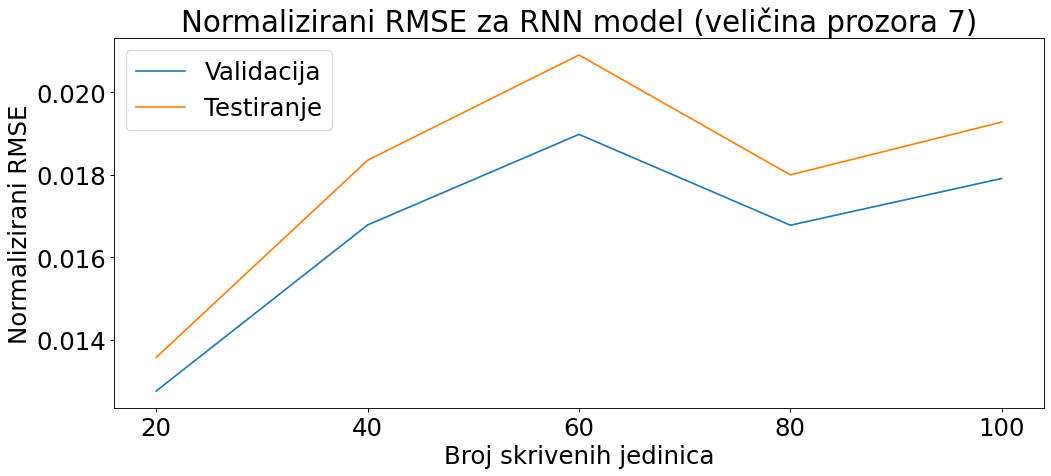 Normalizirani RMSE za RNN model (veličina prozora 7)
Validacija
Testiranje
Normalizirani RMSE
0.020
0.018
0.016
0.014
20 40 60 80 100
Broj skrivenih jedinica